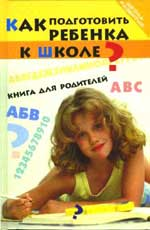 КАК ПОДГОТОВИТЬ
РЕБЕНКА
К ШКОЛЕ?
КНИГА ДЛЯ РОДИТЕЛЕЙ
ABC
АБВ
?
12345678910
?